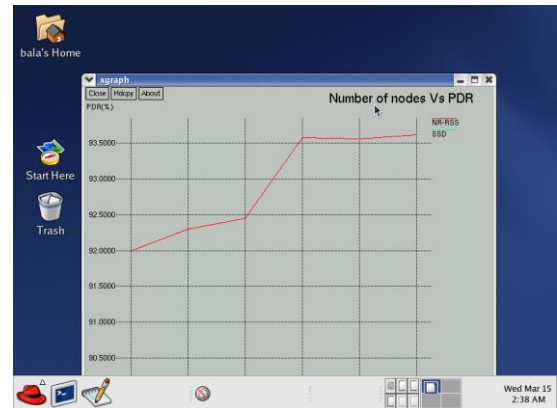 bala's Home
xgraph
Close Hdcpy About
Number of nodes Vs PDR
PDR(%)
NR-RSS
SSD
93.5000
93.0000
92.5000
92.0000
91.5000
91.0000
90.5000
Start Here
Trash
Wed Mar 15
2:38 AM